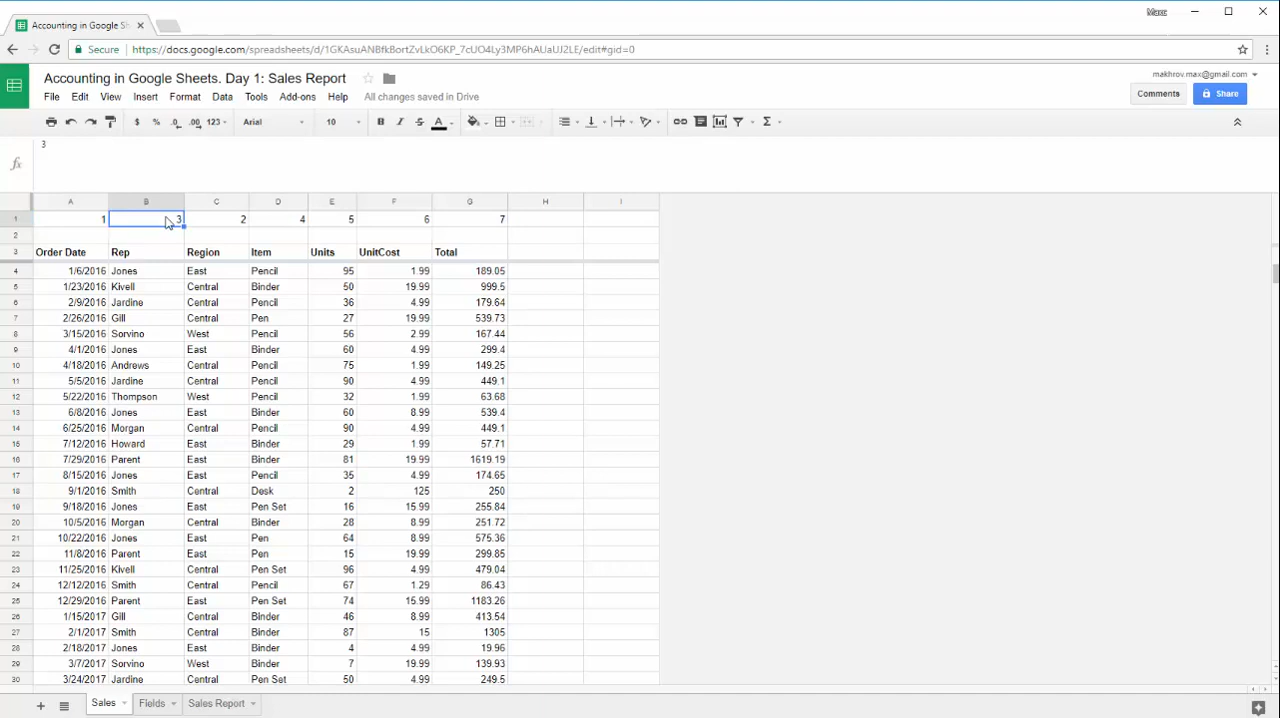 Maxc
Accounting in Google Sh
Secure https://docs.google.com/spreadsheets/d/1GKAsuANBfkBortZvLkO6KP_7cUO4Ly3MP6hAUaUJ2LE/edit#gid=0
Accounting in Google Sheets. Day 1: Sales Report
makhrov.max@gmail.com
File Edit View Insert Format Data Tools Add-ons Help All changes saved in Drive
Comments Share
$ % .0 .00 123 Arial 10 B I S A
3
fx
A B C D E F G H I
1 1 3 2 4 5 6 7
2
3 Order Date Rep Region Item Units UnitCost Total
4 1/6/2016 Jones East Pencil 95 1.99 189.05
5 1/23/2016 Kivell Central Binder 50 19.99 999.5
6 2/9/2016 Jardine Central Pencil 36 4.99 179.64
7 2/26/2016 Gill Central Pen 27 19.99 539.73
8 3/15/2016 Sorvino West Pencil 56 2.99 167.44
9 4/1/2016 Jones East Binder 60 4.99 299.4
10 4/18/2016 Andrews Central Pencil 75 1.99 149.25
11 5/5/2016 Jardine Central Pencil 90 4.99 449.1
12 5/22/2016 Thompson West Pencil 32 1.99 63.68
13 6/8/2016 Jones East Binder 60 8.99 539.4
14 6/25/2016 Morgan Central Pencil 90 4.99 449.1
15 7/12/2016 Howard East Binder 29 1.99 57.71
16 7/29/2016 Parent East Binder 81 19.99 1619.19
17 8/15/2016 Jones East Pencil 35 4.99 174.65
18 9/1/2016 Smith Central Desk 2 125 250
19 9/18/2016 Jones East Pen Set 16 15.99 255.84
20 10/5/2016 Morgan Central Binder 28 8.99 251.72
21 10/22/2016 Jones East Pen 64 8.99 575.36
22 11/8/2016 Parent East Pen 15 19.99 299.85
23 11/25/2016 Kivell Central Pen Set 96 4.99 479.04
24 12/12/2016 Smith Central Pencil 67 1.29 86.43
25 12/29/2016 Parent East Pen Set 74 15.99 1183.26
26 1/15/2017 Gill Central Binder 46 8.99 413.54
27 2/1/2017 Smith Central Binder 87 15 1305
28 2/18/2017 Jones East Binder 4 4.99 19.96
29 3/7/2017 Sorvino West Binder 7 19.99 139.93
30 3/24/2017 Jardine Central Pen Set 50 4.99 249.5
Sales Fields Sales Report